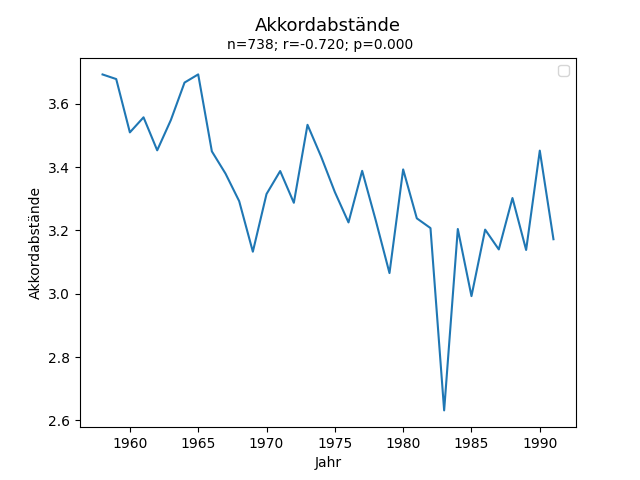 Akkordabstände
n=738; r=-0.720; p=0.000
Akkordabstände
3.6
3.4
3.2
3.0
2.8
2.6
1960 1965 1970 1975 1980 1985 1990
Jahr